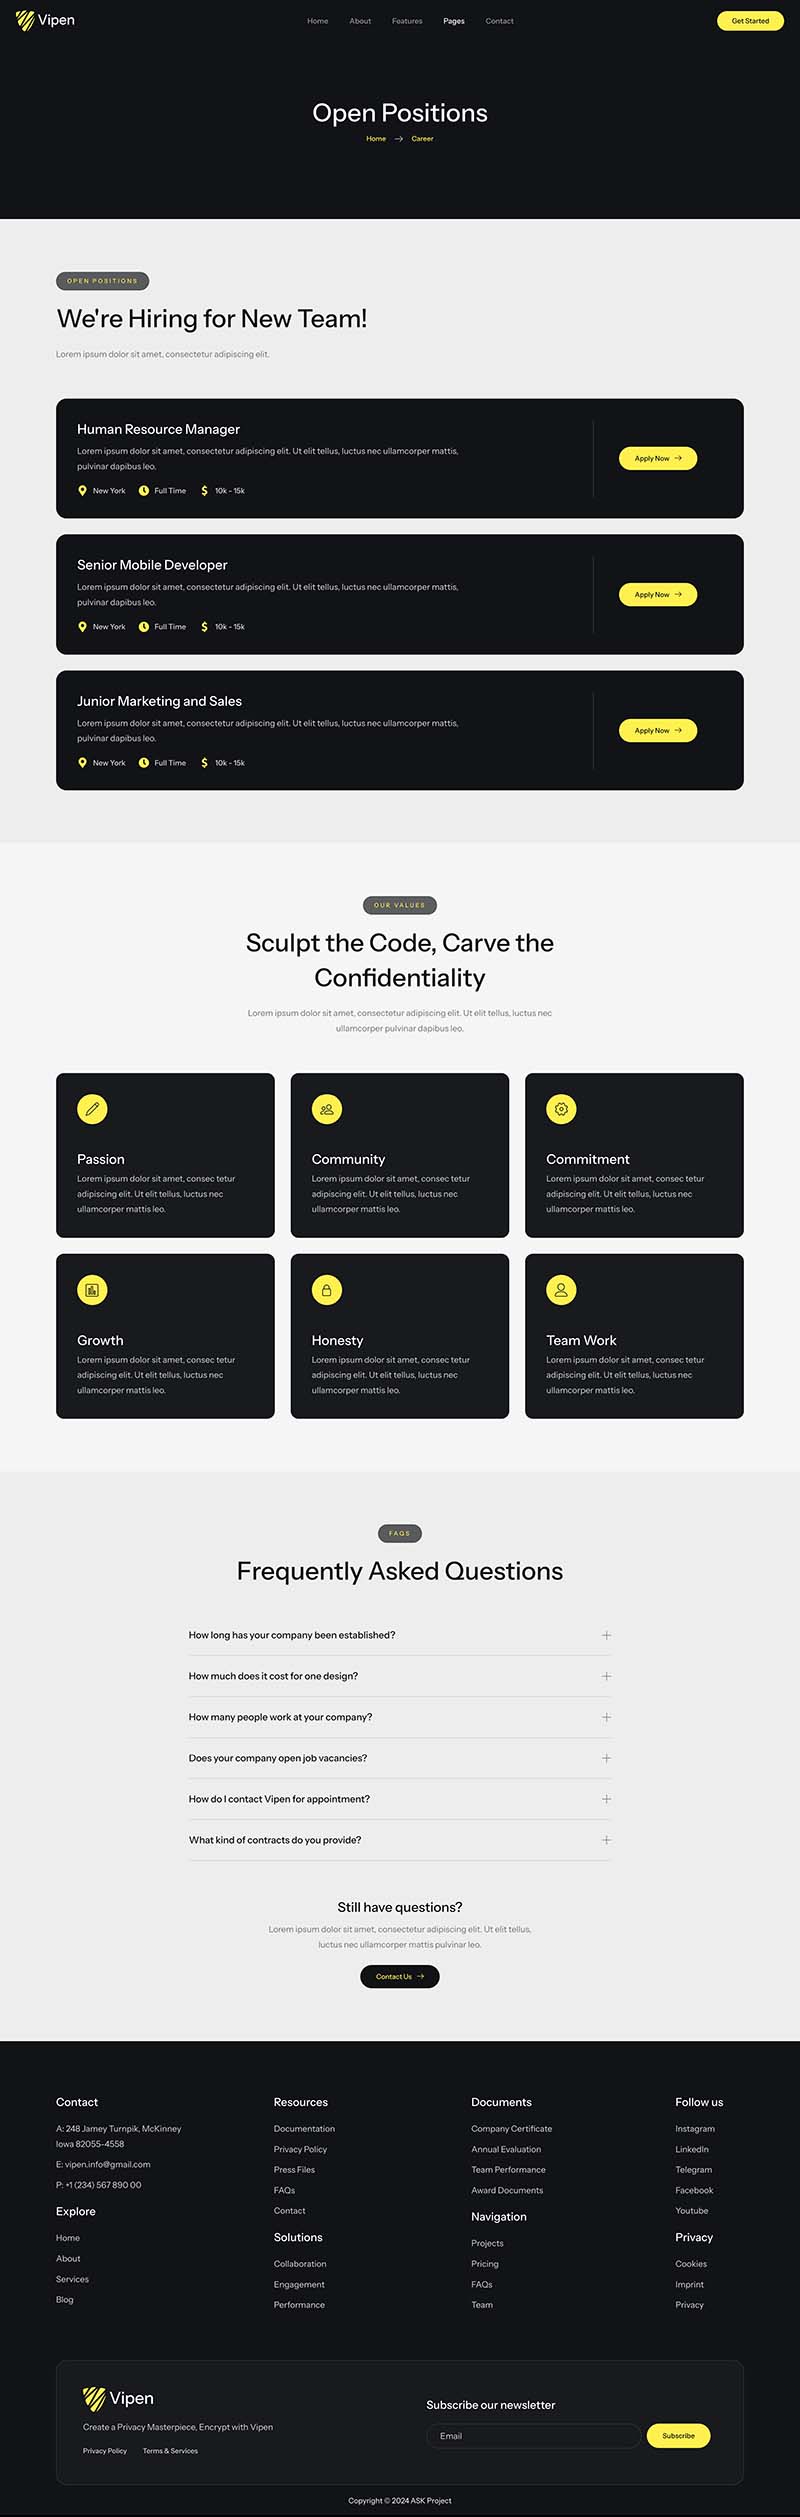 Vipen
Home
About
Features
Pages
Contact
Get Started
Open Positions
Home
Career
OPEN POSITIONS
We're Hiring for New Team!
Lorem ipsum dolor sit amet, consectetur adipiscing elit.
Human Resource Manager
Lorem ipsum dolor sit amet, consectetur adipiscing elit. Ut elit tellus, luctus nec ullamcorper mattis,
pulvinar dapibus leo.
New York
Full Time
10k - 15k
Apply Now
Senior Mobile Developer
Lorem ipsum dolor sit amet, consectetur adipiscing elit. Ut elit tellus, luctus nec ullamcorper mattis,
pulvinar dapibus leo.
New York
Full Time
10k - 15k
Apply Now
Junior Marketing and Sales
Lorem ipsum dolor sit amet, consectetur adipiscing elit. Ut elit tellus, luctus nec ullamcorper mattis,
pulvinar dapibus leo.
New York
Full Time
10k - 15k
Apply Now
OUR VALUES
Sculpt the Code, Carve the
Confidentiality
Lorem ipsum dolor sit amet, consectetur adipiscing elit. Ut elit tellus, luctus nec
ullamcorper pulvinar dapibus leo.
Passion
Lorem ipsum dolor sit amet, consec tetur
adipiscing elit. Ut elit tellus, luctus nec
ullamcorper mattis leo.
Community
Lorem ipsum dolor sit amet, consec tetur
adipiscing elit. Ut elit tellus, luctus nec
ullamcorper mattis leo.
Commitment
Lorem ipsum dolor sit amet, consec tetur
adipiscing elit. Ut elit tellus, luctus nec
ullamcorper mattis leo.
Growth
Lorem ipsum dolor sit amet, consec tetur
adipiscing elit. Ut elit tellus, luctus nec
ullamcorper mattis leo.
Honesty
Lorem ipsum dolor sit amet, consec tetur
adipiscing elit. Ut elit tellus, luctus nec
ullamcorper mattis leo.
Team Work
Lorem ipsum dolor sit amet, consec tetur
adipiscing elit. Ut elit tellus, luctus nec
ullamcorper mattis leo.
FAQS
Frequently Asked Questions
How long has your company been established?
How much does it cost for one design?
How many people work at your company?
Does your company open job vacancies?
How do I contact Vipen for appointment?
What kind of contracts do you provide?
Still have questions?
Lorem ipsum dolor sit amet, consectetur adipiscing elit. Ut elit tellus,
luctus nec ullamcorper mattis pulvinar leo.
Contact Us
Contact
A: 248 Jamey Turnpik, McKinney
Iowa 82055-4558
E: vipen.info@gmail.com
P: +1 (234) 567 890 00
Explore
Home
About
Services
Blog
Resources
Documentation
Privacy Policy
Press Files
FAQs
Contact
Solutions
Collaboration
Engagement
Performance
Documents
Company Certificate
Annual Evaluation
Team Performance
Award Documents
Navigation
Projects
Pricing
FAQs
Team
Follow us
Instagram
LinkedIn
Telegram
Facebook
Youtube
Privacy
Cookies
Imprint
Privacy
Vipen
Create a Privacy Masterpiece, Encrypt with Vipen
Privacy Policy
Terms & Services
Subscribe our newsletter
Email
Subscribe
Copyright © 2024 ASK Project